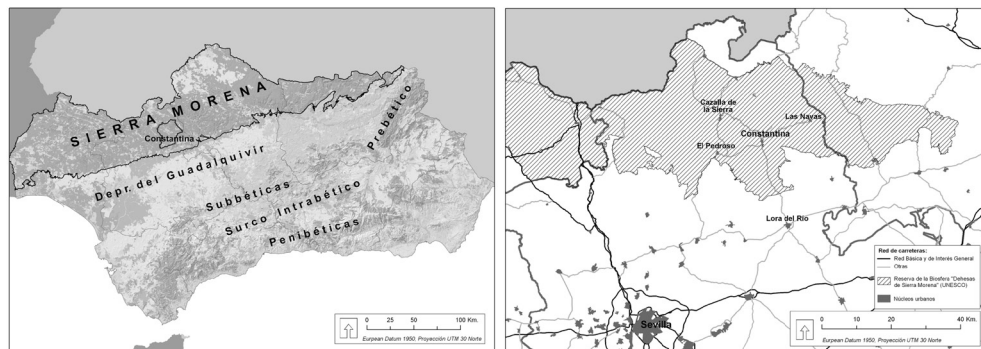 SIERRA MORENA
Constantina
Prebético
Depr. del Guadalquivir
Subbéticas
Surco Intrabético
Penibéticas
0 50 100 Km.
Eurpean Datum 1950. Proyección UTM 30 Norte
Cazalla de
la Sierra
Las Navas
Constantina
El Pedroso
Lora del Río
Sevilla
Red de carreteras:
Red Básica y de Interés General
Otras
Reserva de la Biosfera "Dehesas
de Sierra Morena" (UNESCO)
Núcleos urbanos
0 20 40 Km.
Eurpean Datum 1950. Proyección UTM 30 Norte